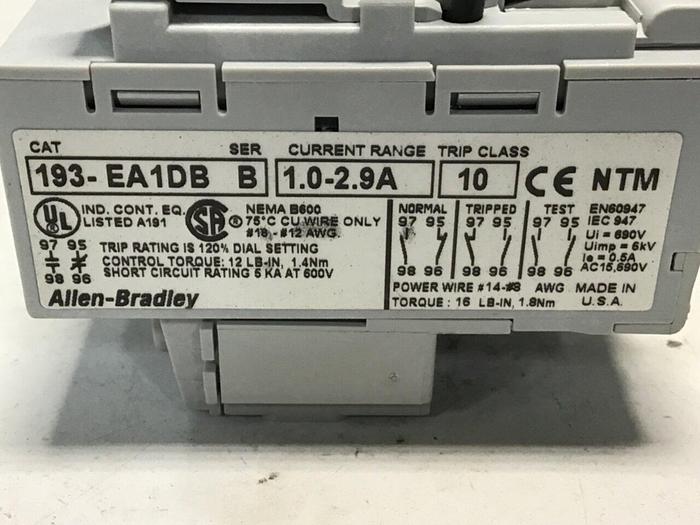 CAT SER CURRENT RANGE TRIP CLASS
193- EA1DB B 1.0-2.9A 10 CE NTM
UL IND. CONT. EQ. LISTED A191
SA ® NEMA B600
75°C CU WIRE ONLY
#18 - #12 AWG.
97 95
98 96
TRIP RATING IS 120% DIAL SETTING
CONTROL TORQUE: 12 LB-IN, 1.4Nm
SHORT CIRCUIT RATING 5 KA AT 600V
Allen-Bradley
NORMAL TRIPPED TEST
97 95 97 95 97 95
98 96 98 96 98 96
POWER WIRE #14-#8 AWG
TORQUE : 16 LB-IN, 1.8Nm
EN60947
IEC 947
Ui = 690V
Uimp = 6kV
Ie = 0.5A
AC15,690V
MADE IN
U.S.A.